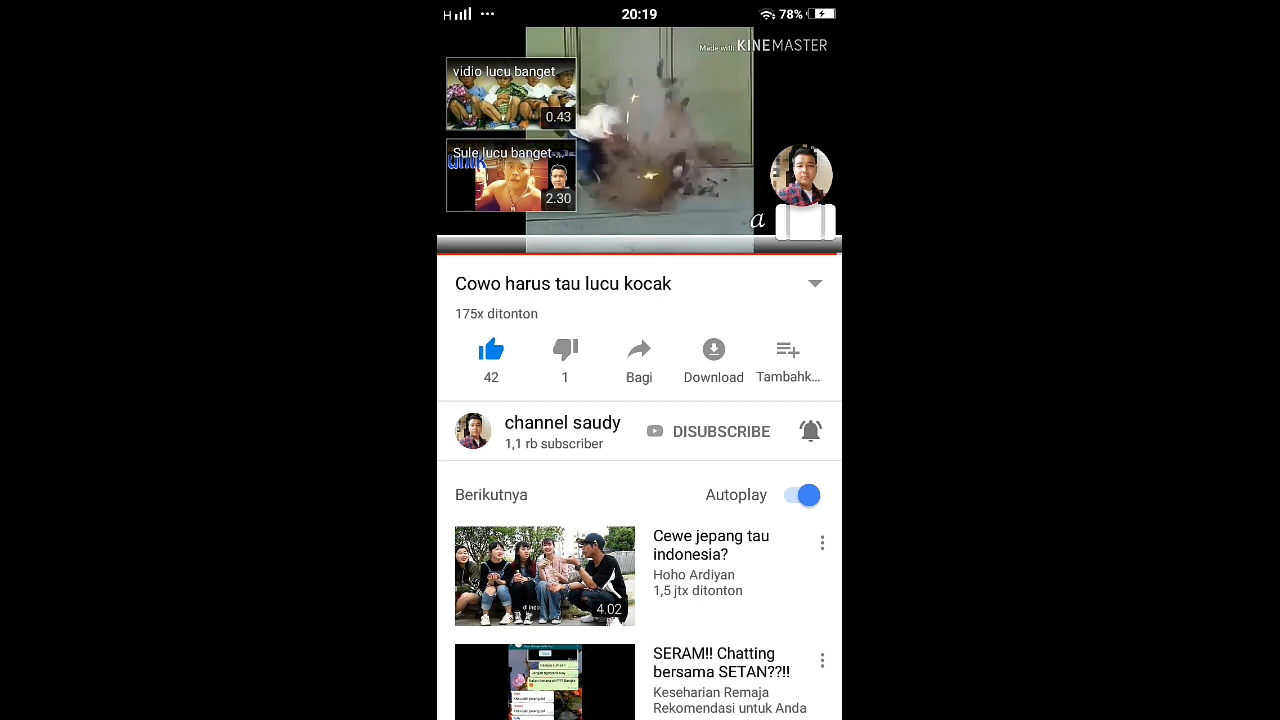 H
20:19
78%
Made with KINEMASTER
vidio lucu banget
0.43
Sule lucu banget
unik
2.30
a
Cowo harus tau lucu kocak
175x ditonton
42
1
Bagi
Download
Tambahk...
channel saudy
1,1 rb subscriber
DISUBSCRIBE
Berikutnya
Autoplay
Cewe jepang tau
indonesia?
Hoho Ardiyan
1,5 jtx ditonton
di indo
4.02
SERAM!! Chatting
bersama SETAN??!!
Keseharian Remaja
Rekomendasi untuk Anda